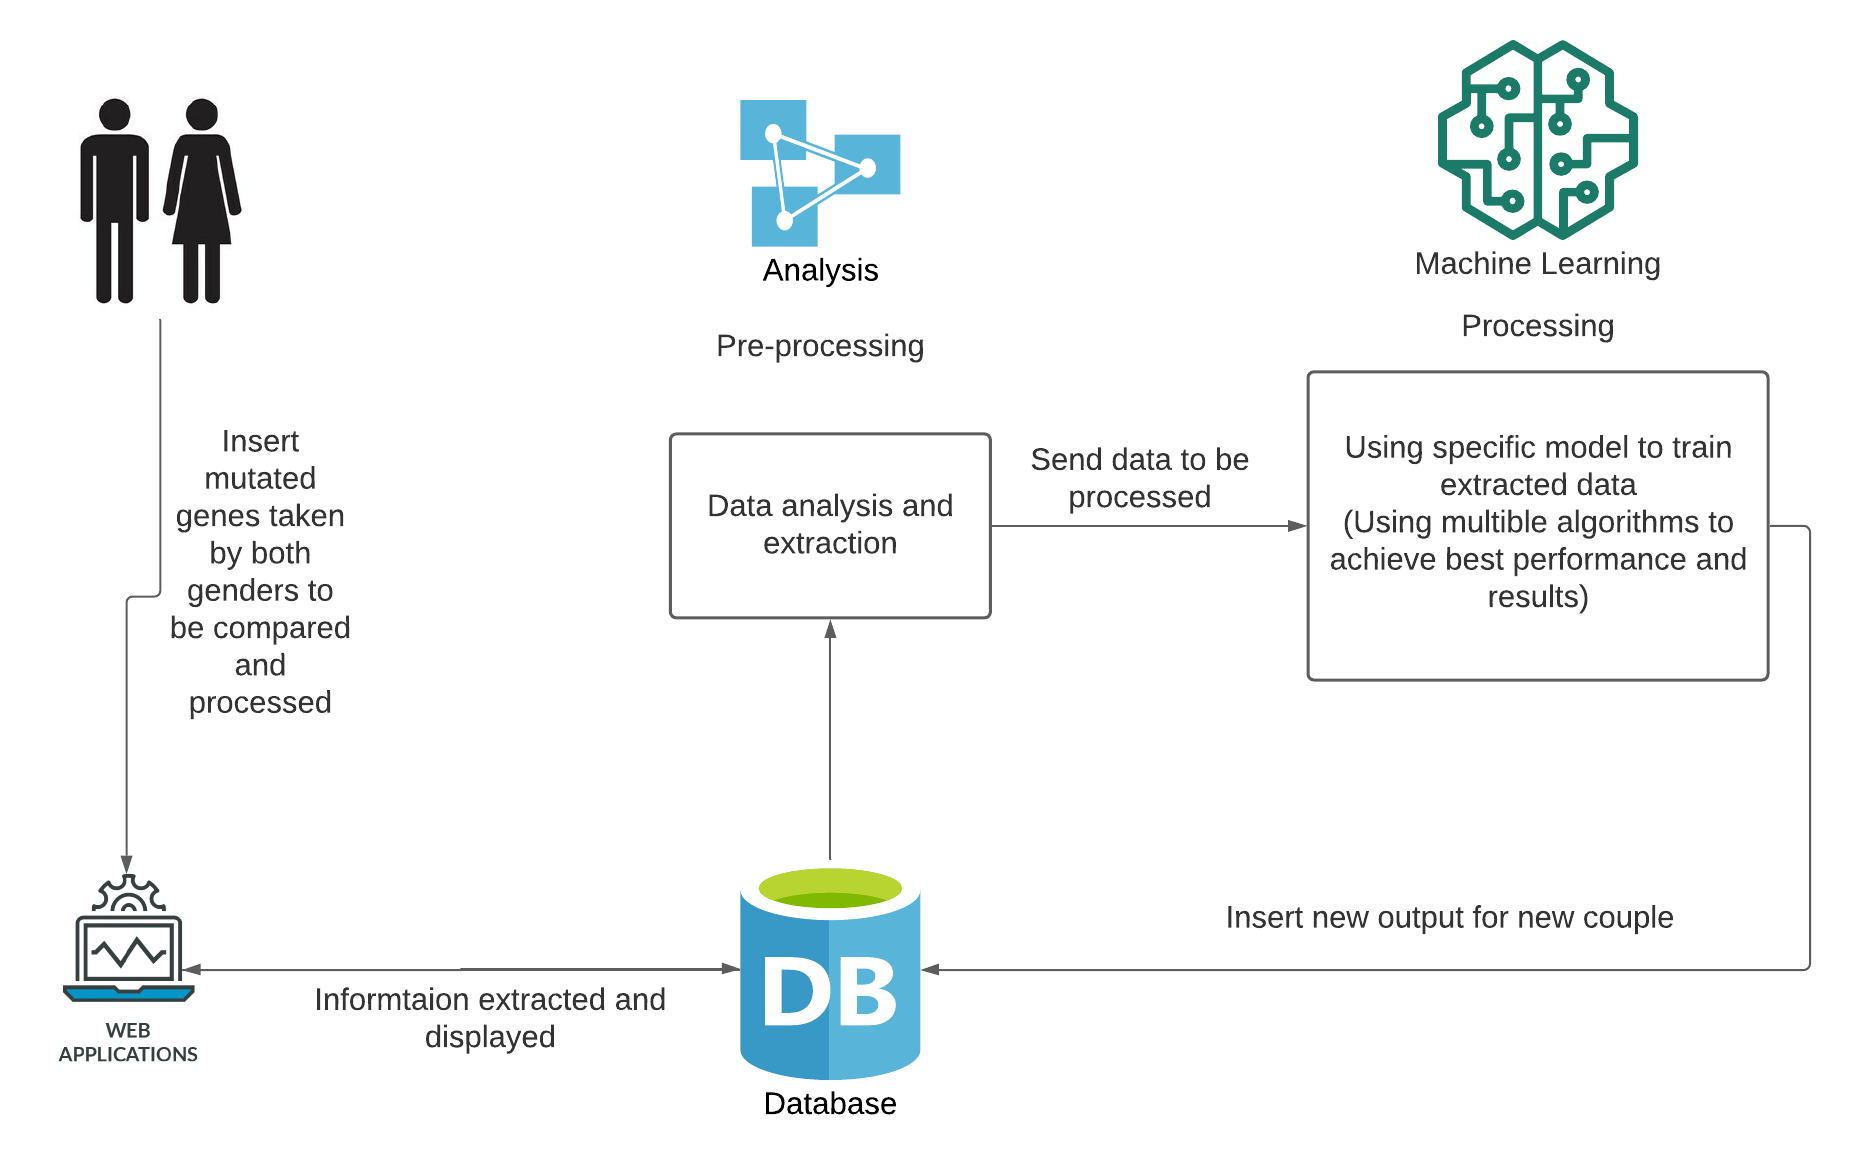 Analysis
Pre-processing
Machine Learning
Processing
Insert
mutated
genes taken
by both
genders to
be compared
and
processed
Data analysis and
extraction
Send data to be
processed
Using specific model to train
extracted data
(Using multible algorithms to
achieve best performance and
results)
Insert new output for new couple
Informtaion extracted and
displayed
WEB
APPLICATIONS
DB
Database